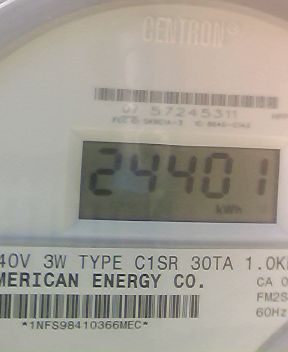 CENTRON®
07 57245311
24401
kWh
40V 3W TYPE C1SR 30TA 1.0K
MERICAN ENERGY CO.
CA 0
FM2S
60Hz
*1NFS98410366MEC*